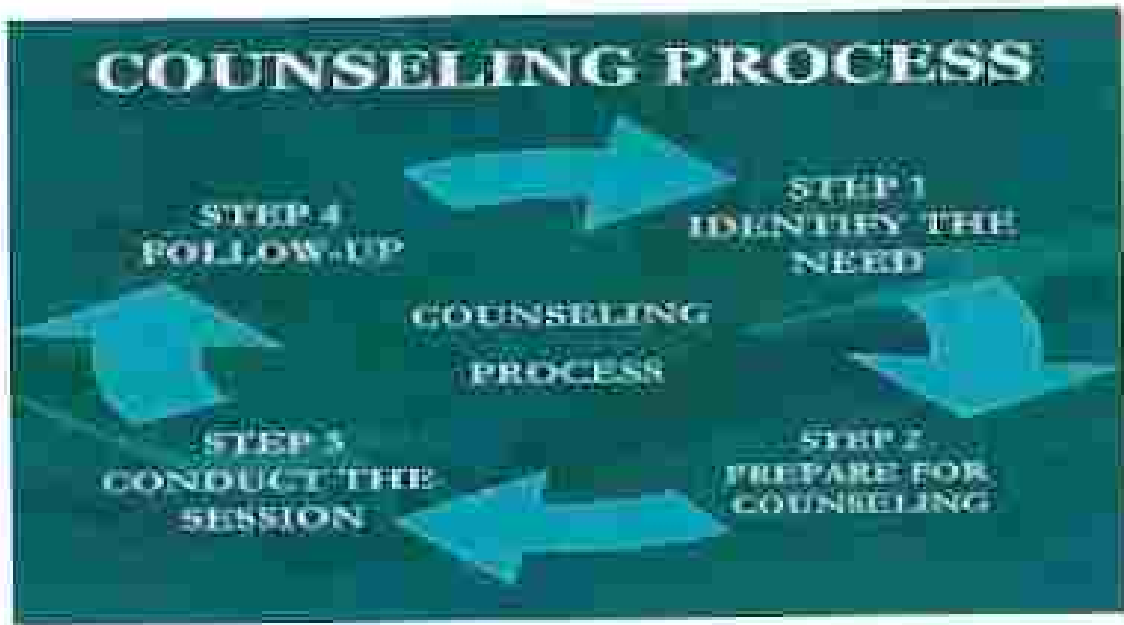 COUNSELING PROCESS
STEP 1
IDENTIFY THE
NEED
STEP 2
PREPARE FOR
COUNSELING
STEP 3
CONDUCT THE
SESSION
STEP 4
FOLLOW-UP
COUNSELING
PROCESS